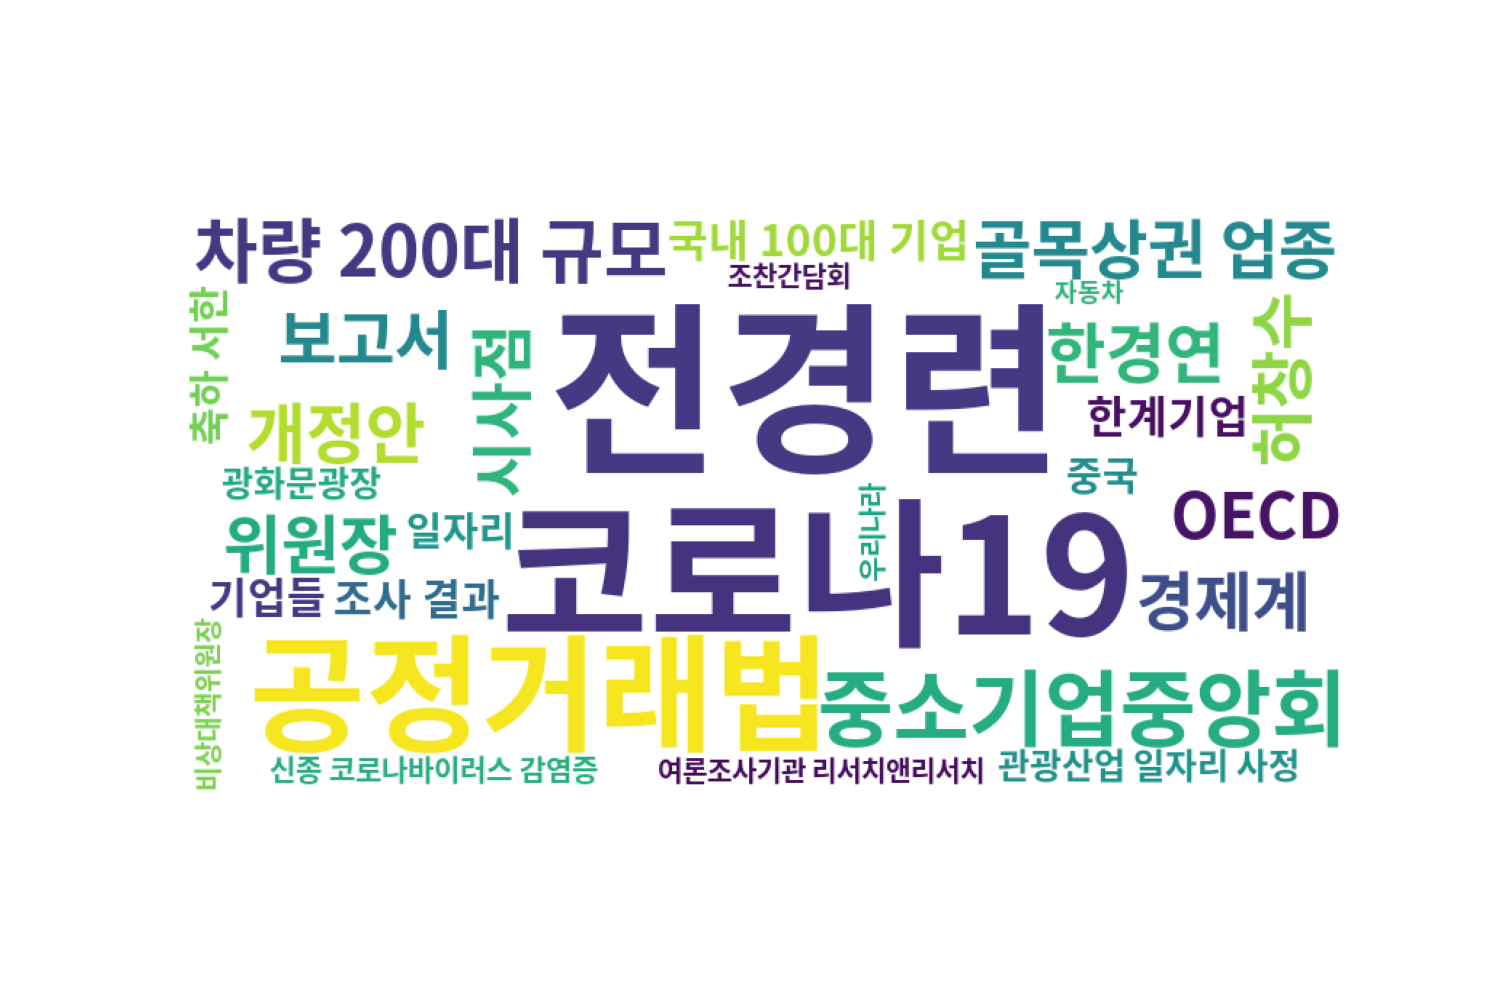 차량 200대 규모
국내 100대 기업
골목상권 업종
조찬간담회
자동차
축하 서한
보고서
시사점
전경련
한경연
허창수
개정안
한계기업
광화문광장
중국
위원장
일자리
코로나19
우리나라
OECD
기업들
조사 결과
경제계
비상대책위원장
공정거래법
중소기업중앙회
신종 코로나바이러스 감염증
여론조사기관 리서치앤리서치
관광산업 일자리 사정